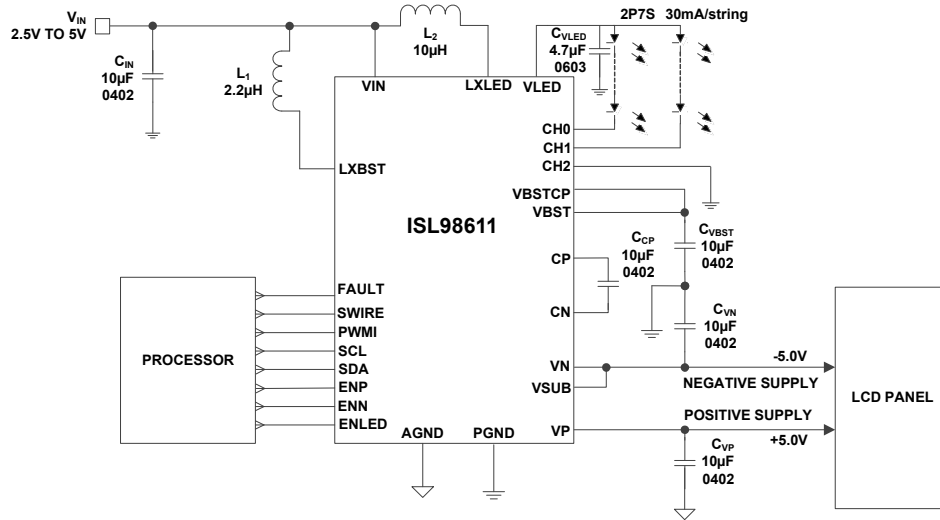 VIN
2.5V TO 5V
CIN
10µF
0402
L1
2.2µH
L2
10µH
CVLED
4.7µF
0603
2P7S 30mA/string
VIN
LXLED
VLED
LXBST
CH0
CH1
CH2
VBSTCP
VBST
ISL98611
CP
CN
CCP
10µF
0402
CVBST
10µF
0402
CVN
10µF
0402
PROCESSOR
FAULT
SWIRE
PWMI
SCL
SDA
ENP
ENN
ENLED
AGND
PGND
VN
VSUB
VP
-5.0V
NEGATIVE SUPPLY
POSITIVE SUPPLY
+5.0V
CVP
10µF
0402
LCD PANEL